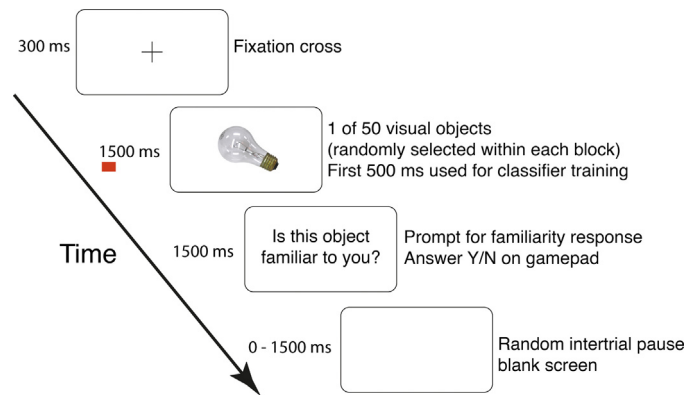 300 ms
Fixation cross
1500 ms
1 of 50 visual objects
(randomly selected within each block)
First 500 ms used for classifier training
Time
1500 ms
Is this object
familiar to you?
Prompt for familiarity response
Answer Y/N on gamepad
0 - 1500 ms
Random intertrial pause
blank screen